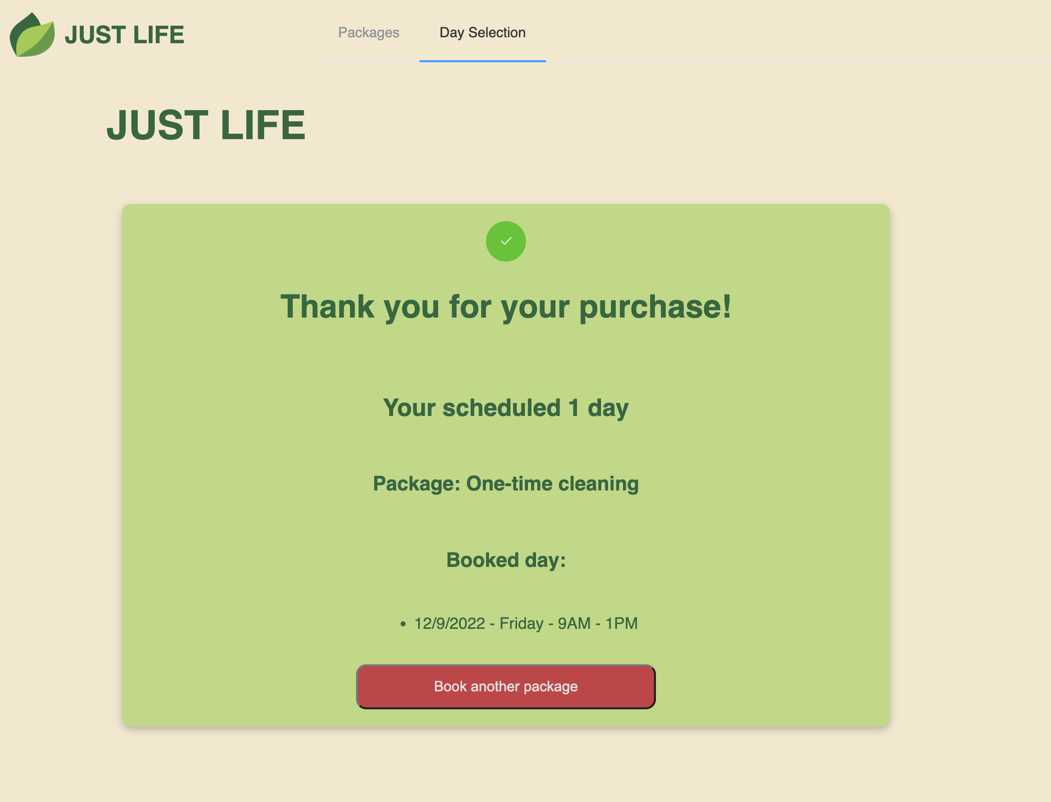 JUST LIFE
Packages
Day Selection
JUST LIFE
Thank you for your purchase!
Your scheduled 1 day
Package: One-time cleaning
Booked day:
• 12/9/2022 - Friday - 9AM - 1PM
Book another package